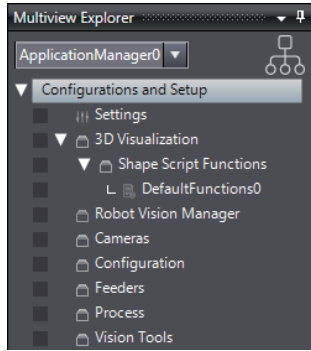 Multiview Explorer
ApplicationManager0
Configurations and Setup
Settings
3D Visualization
Shape Script Functions
DefaultFunctions0
Robot Vision Manager
Cameras
Configuration
Feeders
Process
Vision Tools